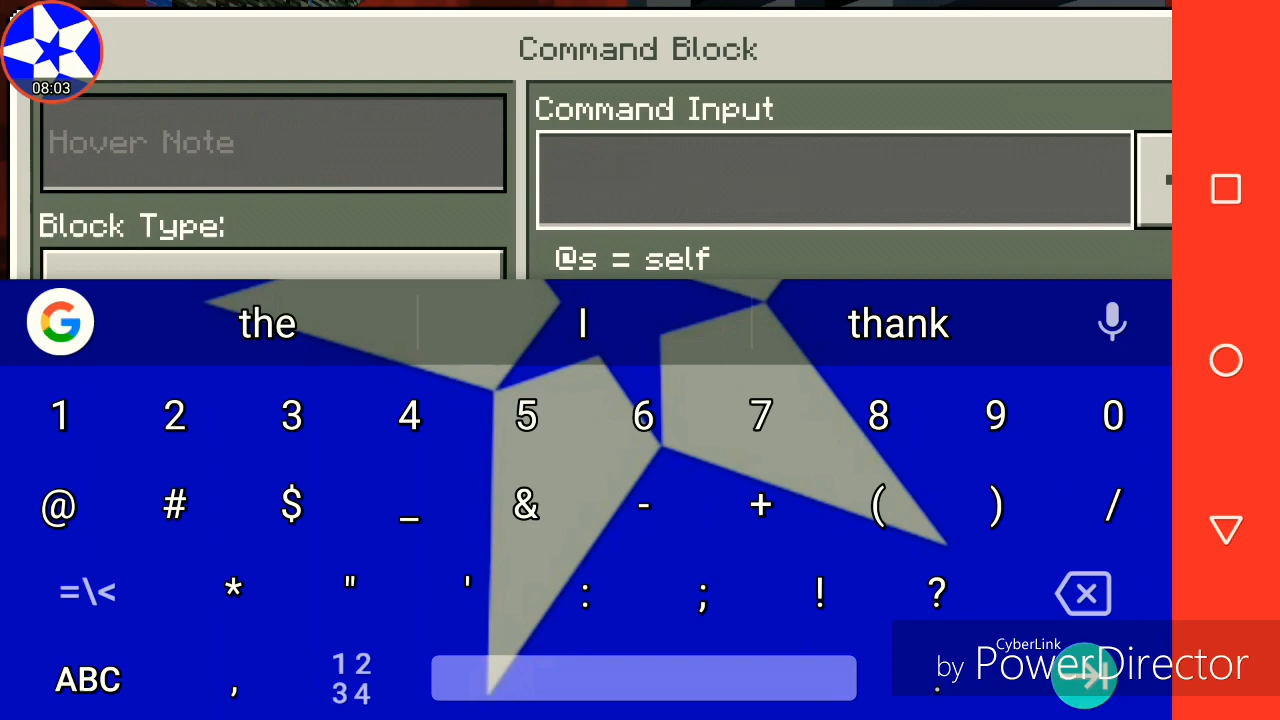 Command Block
08:03
Hover Note
Command Input
Block Type:
@s = self
the I thank
1 2 3 4 5 6 7 8 9 0
@ # $ _ & - + ( ) /
=\< * " ' : ; ! ?
ABC , 12 34 .
CyberLink
by PowerDirector